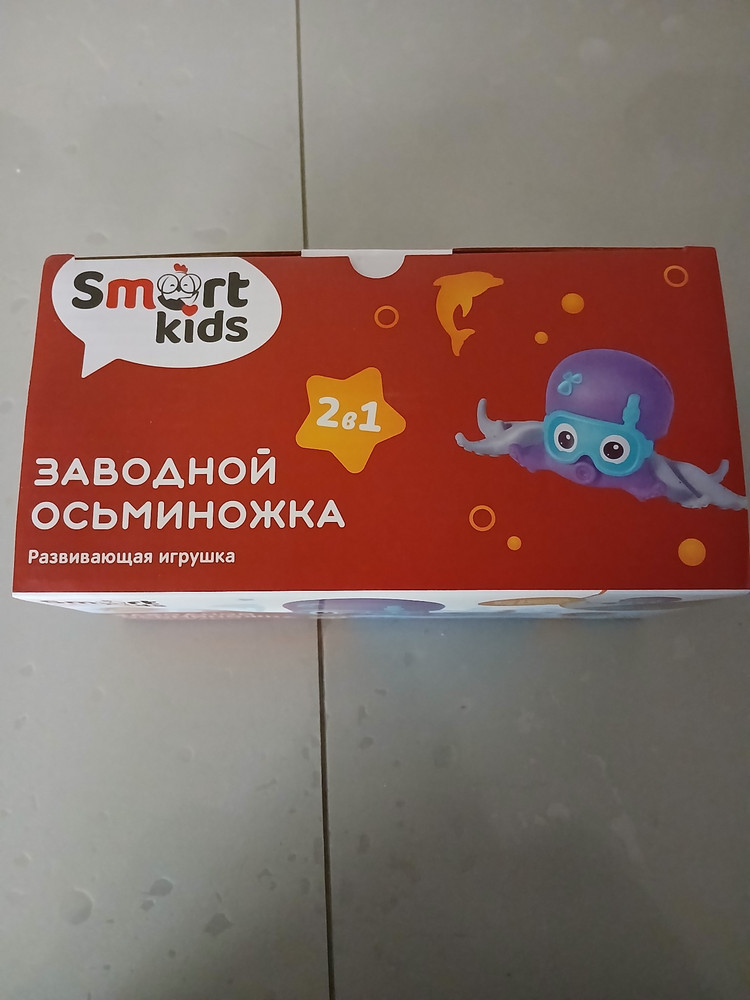 Smart
kids
2в1
ЗАВОДНОЙ
ОСЬМИНОЖКА
Развивающая игрушка